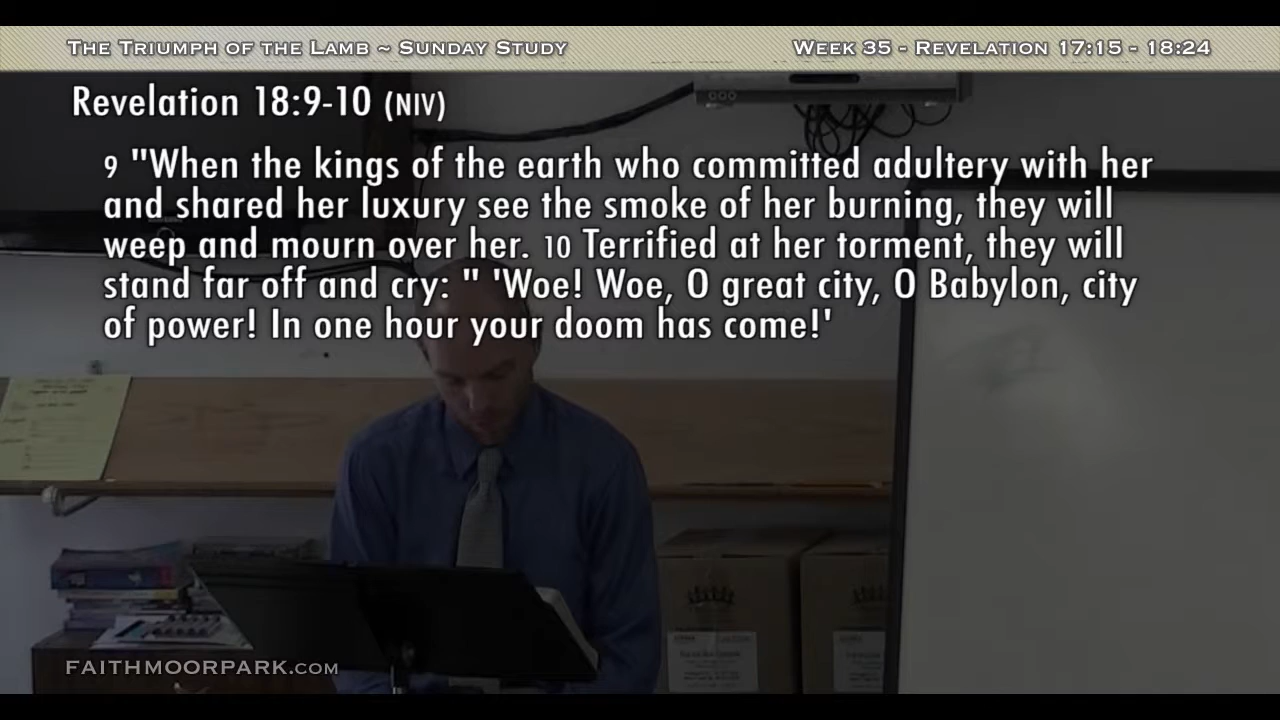 The Triumph of the Lamb ~ Sunday Study
Week 35 - Revelation 17:15 - 18:24
Revelation 18:9-10 (NIV)
9 "When the kings of the earth who committed adultery with her
and shared her luxury see the smoke of her burning, they will
weep and mourn over her. 10 Terrified at her torment, they will
stand far off and cry: " 'Woe! Woe, O great city, O Babylon, city
of power! In one hour your doom has come!'
FAITHMOORPARK.COM